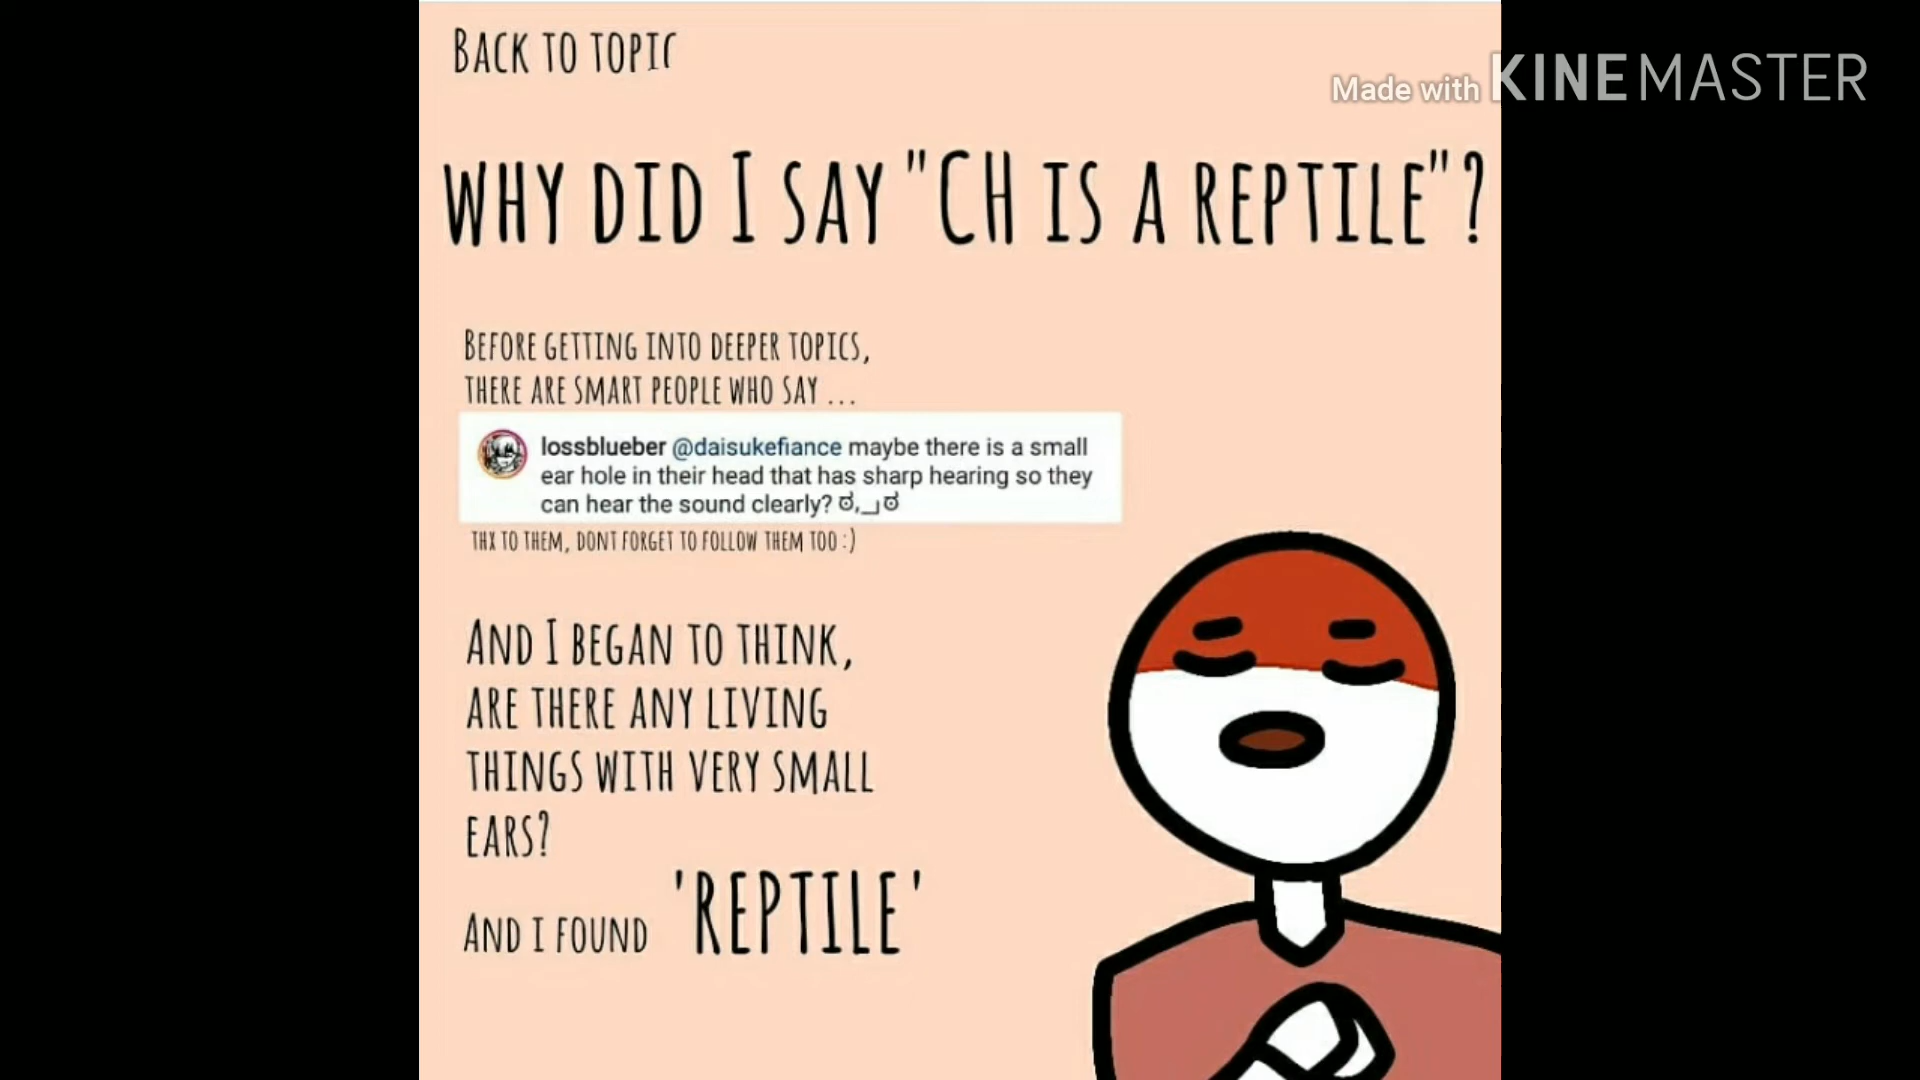 BACK TO TOPIC
Made with KINEMASTER
WHY DID I SAY "CH IS A REPTILE"?
BEFORE GETTING INTO DEEPER TOPICS,
THERE ARE SMART PEOPLE WHO SAY ...
lossblueber @daisukefiance maybe there is a small
ear hole in their head that has sharp hearing so they
can hear the sound clearly? ಠ,_」ಠ
THX TO THEM, DONT FORGET TO FOLLOW THEM TOO :)
AND I BEGAN TO THINK,
ARE THERE ANY LIVING
THINGS WITH VERY SMALL
EARS?
AND I FOUND 'REPTILE'